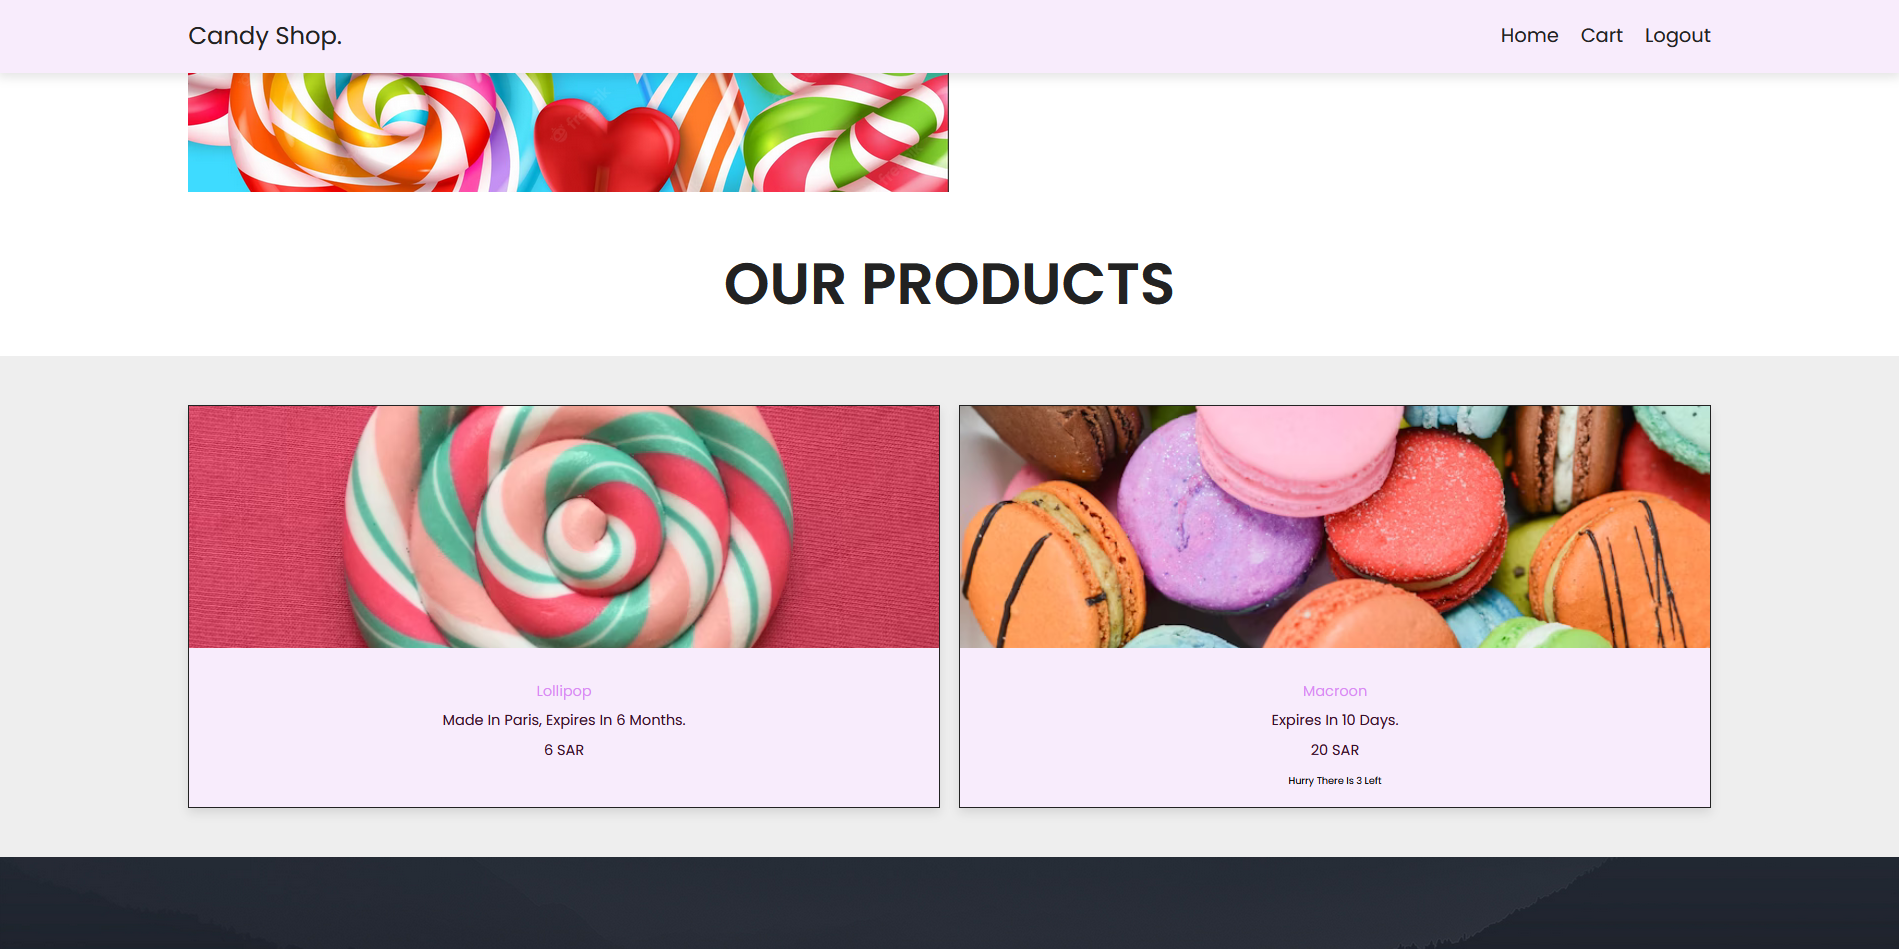 Candy Shop.
Home Cart Logout
OUR PRODUCTS
Lollipop
Made In Paris, Expires In 6 Months.
6 SAR
Macroon
Expires In 10 Days.
20 SAR
Hurry There Is 3 Left